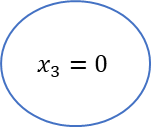 x₃ = 0